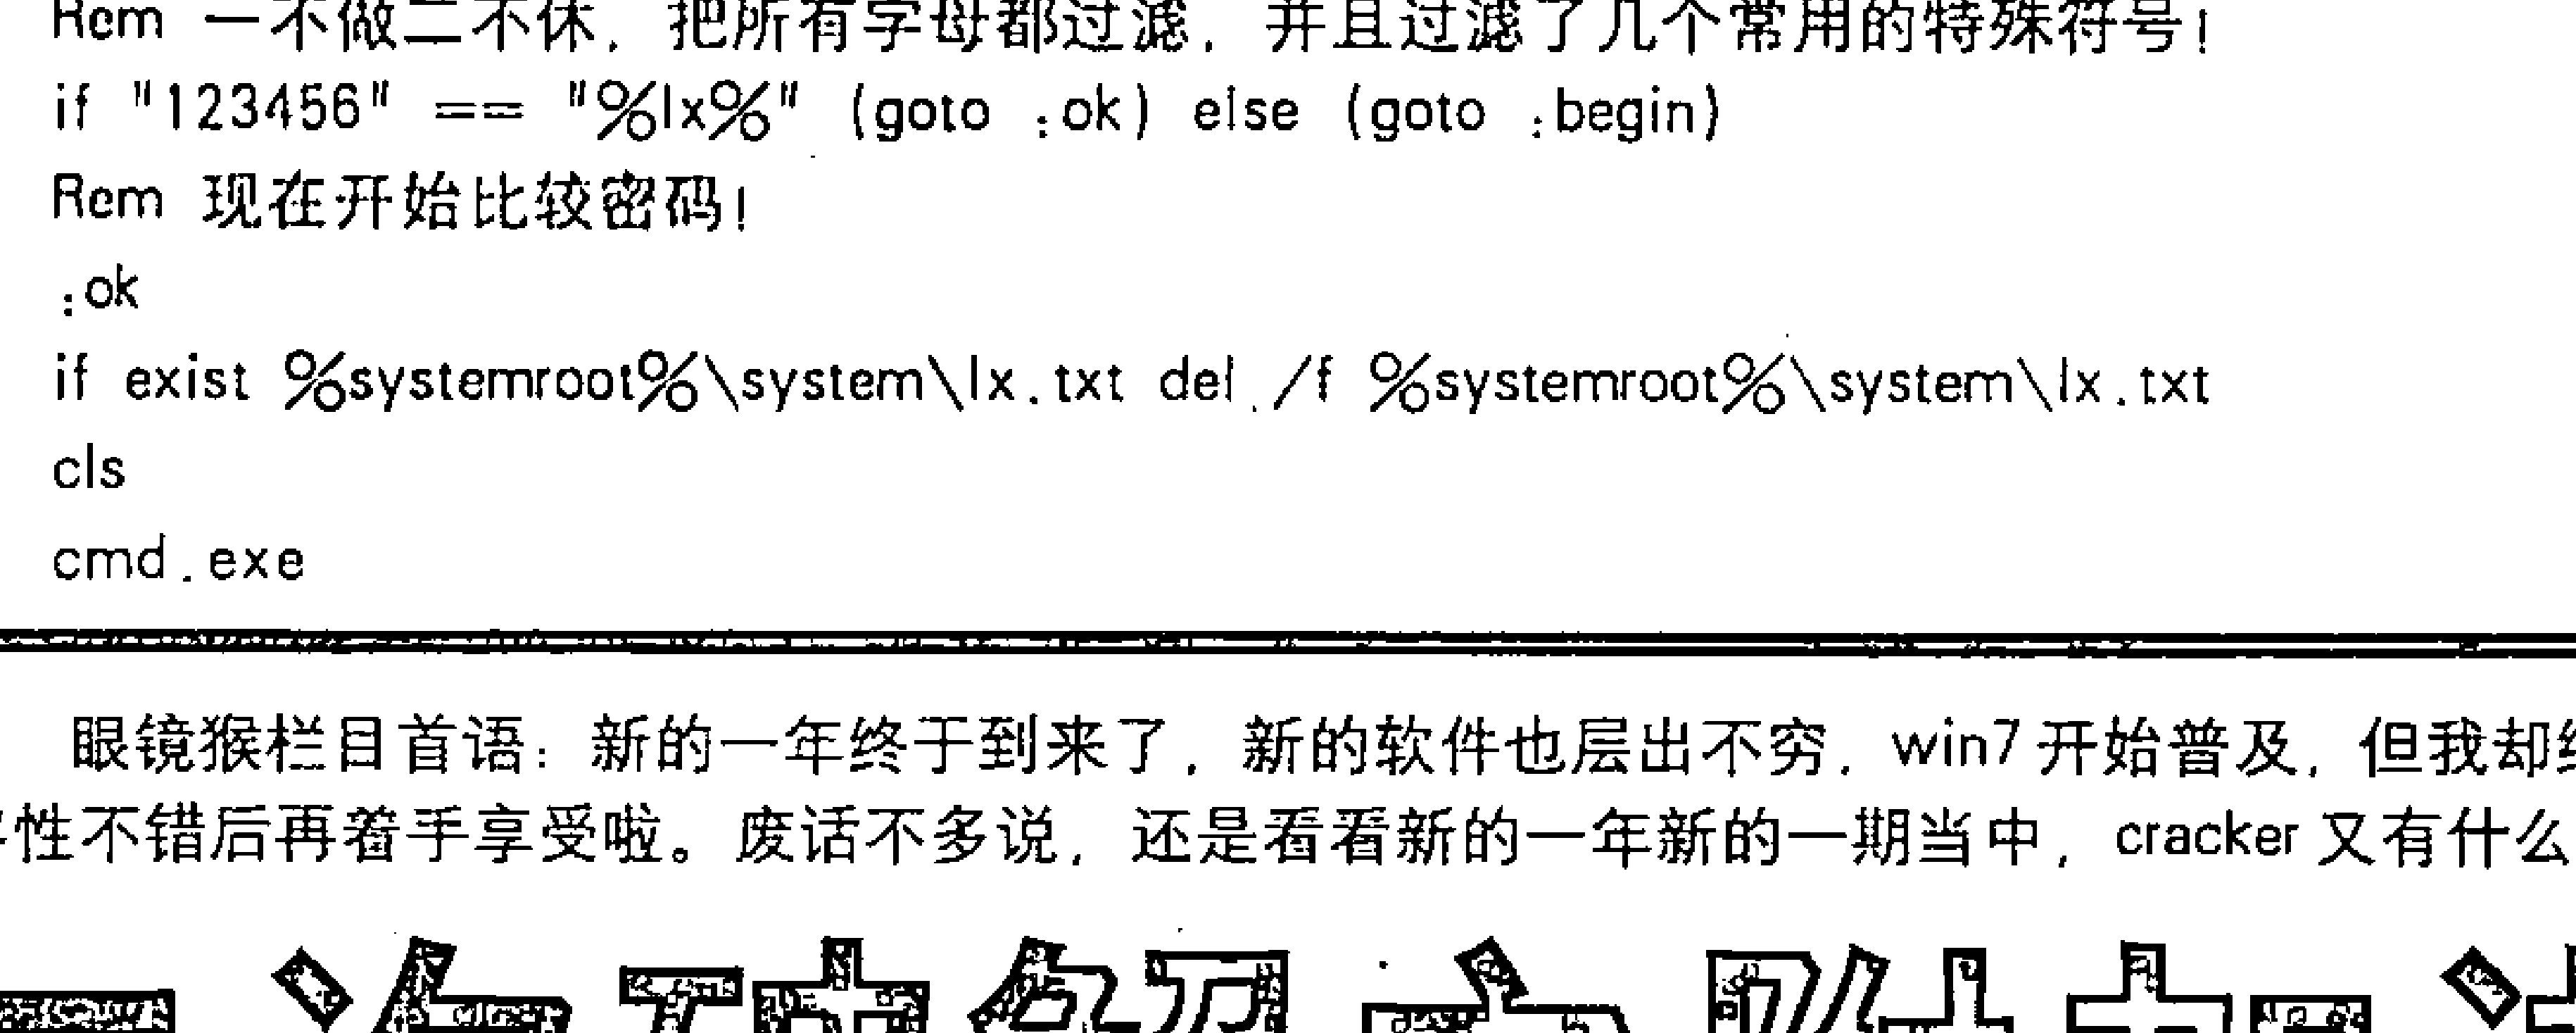 Rem 一不做二不休，把所有字母都过滤，并且过滤了几个常用的特殊符号！
if "123456" == "%lx%" (goto :ok) else (goto :begin)
Rem 现在开始比较密码！
:ok
if exist %systemroot%\system\lx.txt del /f %systemroot%\system\lx.txt
cls
cmd.exe
眼镜猴栏目首语：新的一年终于到来了，新的软件也层出不穷，win7开始普及，但我却
性不错后再着手享受啦。废话不多说，还是看看新的一年新的一期当中，cracker又有什么